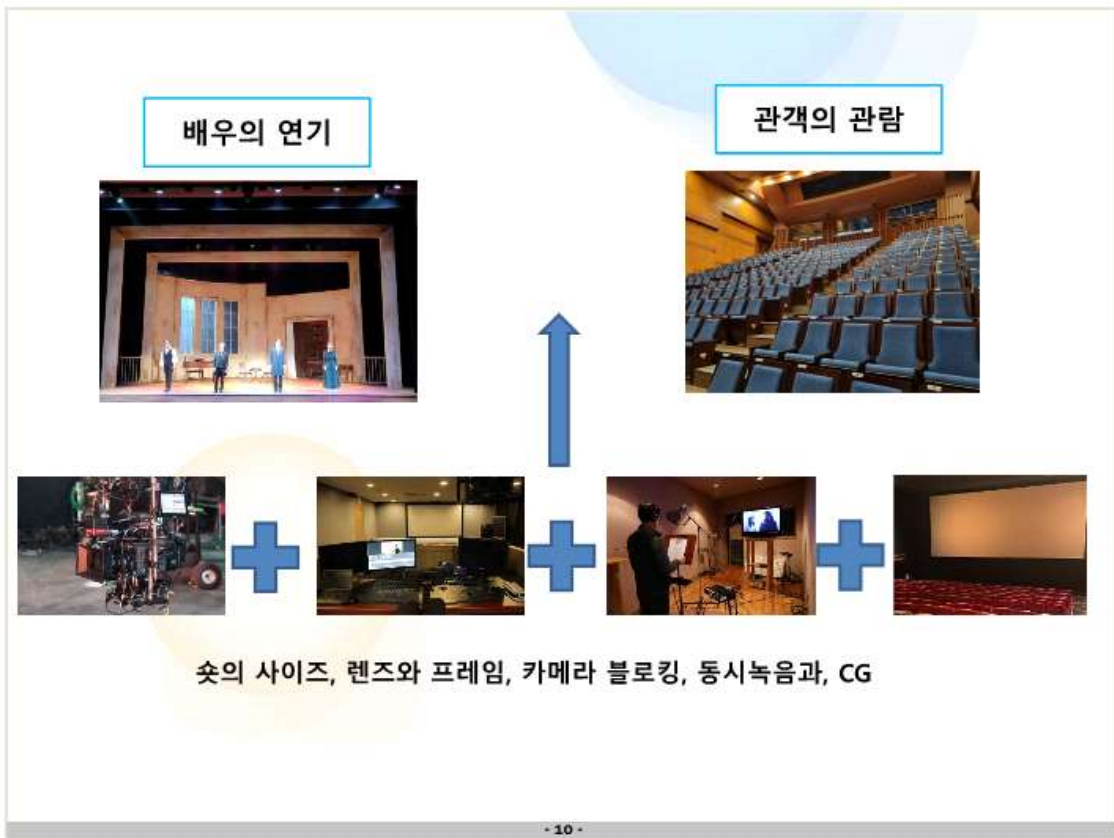 배우의 연기
관객의 관람
숏의 사이즈, 렌즈와 프레임, 카메라 블로킹, 동시녹음과, CG
- 10 -